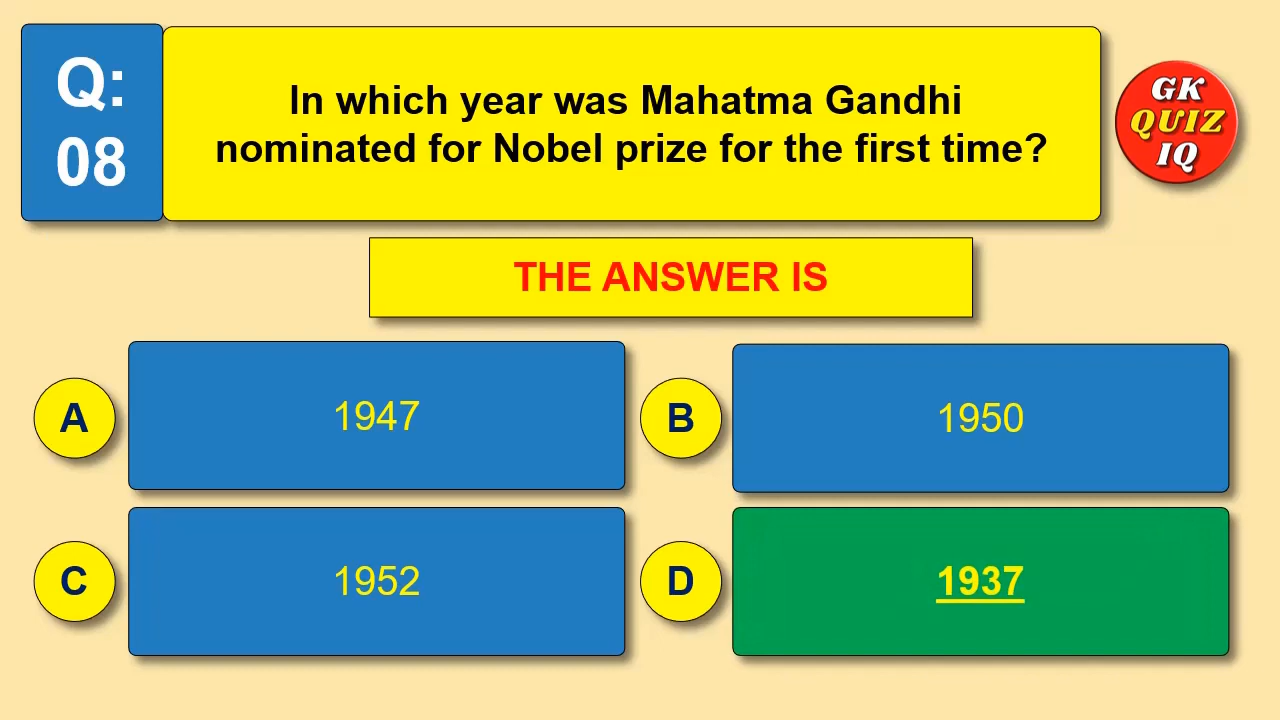 Q:
08
In which year was Mahatma Gandhi
nominated for Nobel prize for the first time?
GK
QUIZ
IQ
THE ANSWER IS
A
1947
B
1950
C
1952
D
1937